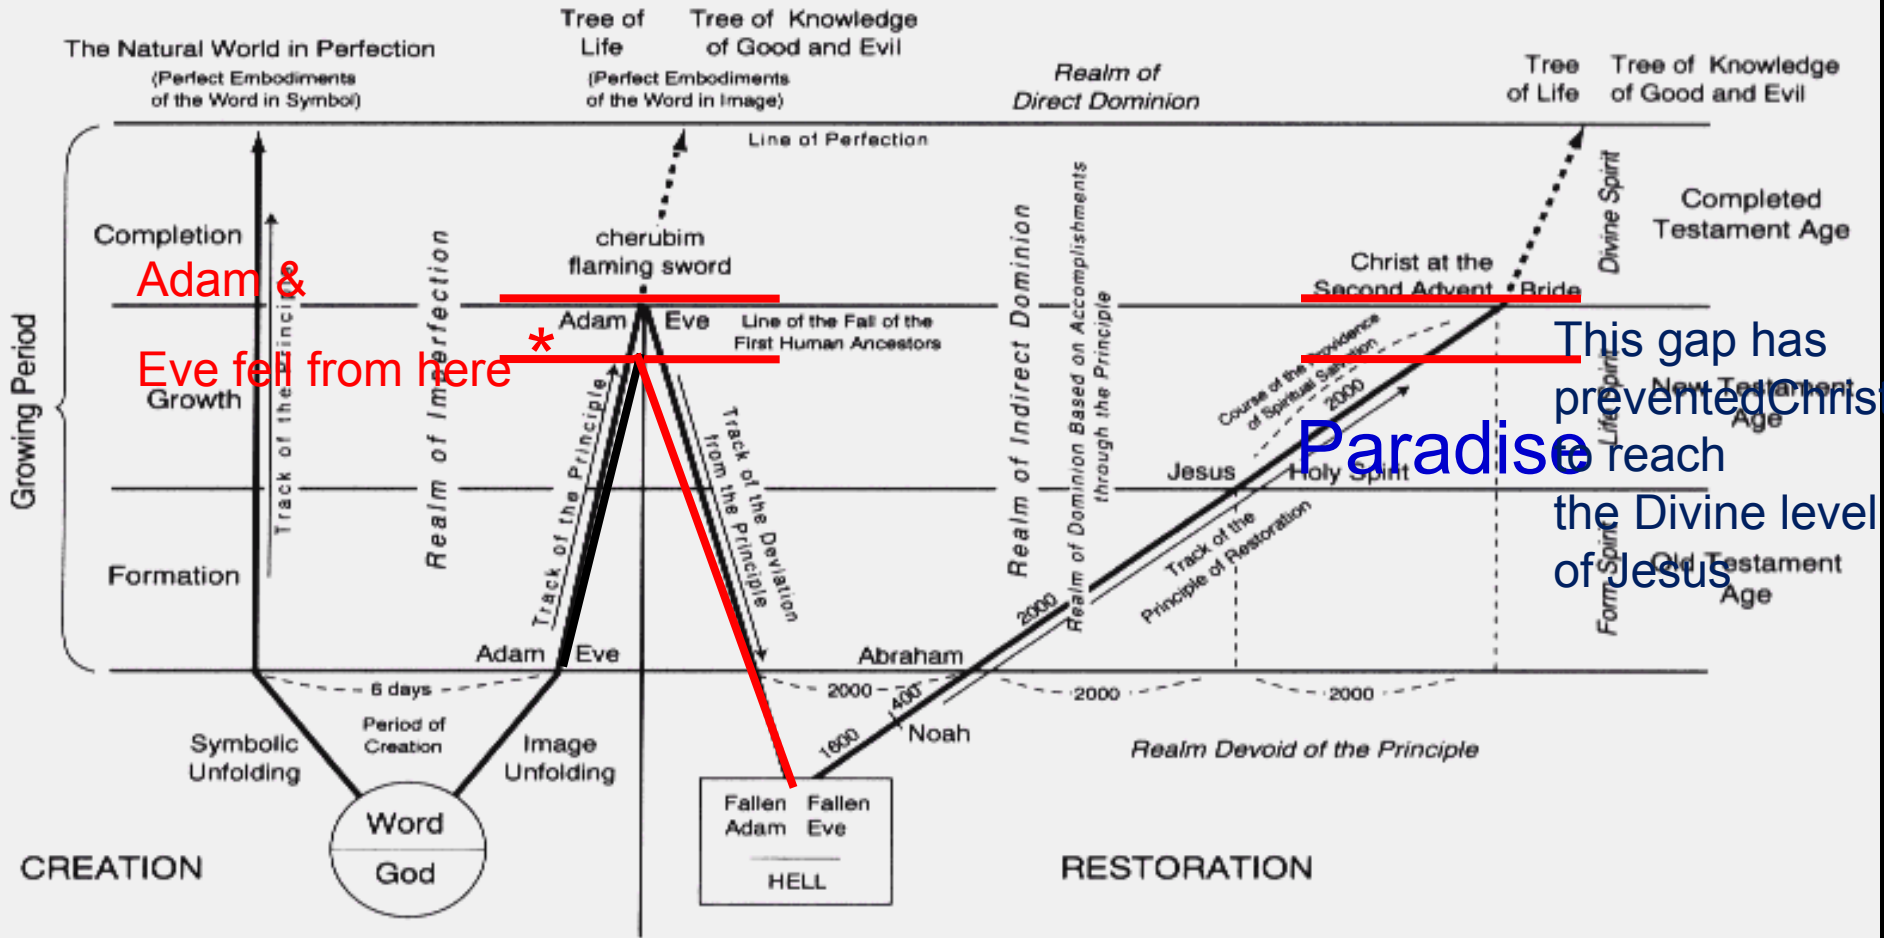 The Natural World in Perfection
(Perfect Embodiments
of the Word in Symbol)
Tree of
Life
Tree of Knowledge
of Good and Evil
(Perfect Embodiments
of the Word in Image)
Realm of
Direct Dominion
Tree
of Life
Tree of Knowledge
of Good and Evil
Line of Perfection
Growing Period
Completion
Growth
Formation
Adam &
Eve fell from here
*
Track of the Principle
Realm of Imperfection
cherubim
flaming sword
Adam
Eve
Line of the Fall of the
First Human Ancestors
Track of the Principle
Track of the Deviation
from the Principle
Realm of Indirect Dominion
Realm of Dominion Based on Accomplishments
through the Principle
Christ at the
Second Advent
Bride
Course of the Providence
of Spiritual Salvation
2000
Paradise
Jesus
Holy Spirit
Track of the
Principle of Restoration
2000
Divine Spirit
Life Spirit
Form Spirit
Completed
Testament Age
New Testament
Age
Old Testament
Age
This gap has
preventedChrist
to reach
the Divine level
of Jesus
Adam
Eve
Abraham
6 days
2000
2000
2000
400
1600
Noah
Period of
Creation
Symbolic
Unfolding
Image
Unfolding
Realm Devoid of the Principle
Word
God
Fallen
Adam
Fallen
Eve
HELL
CREATION
RESTORATION